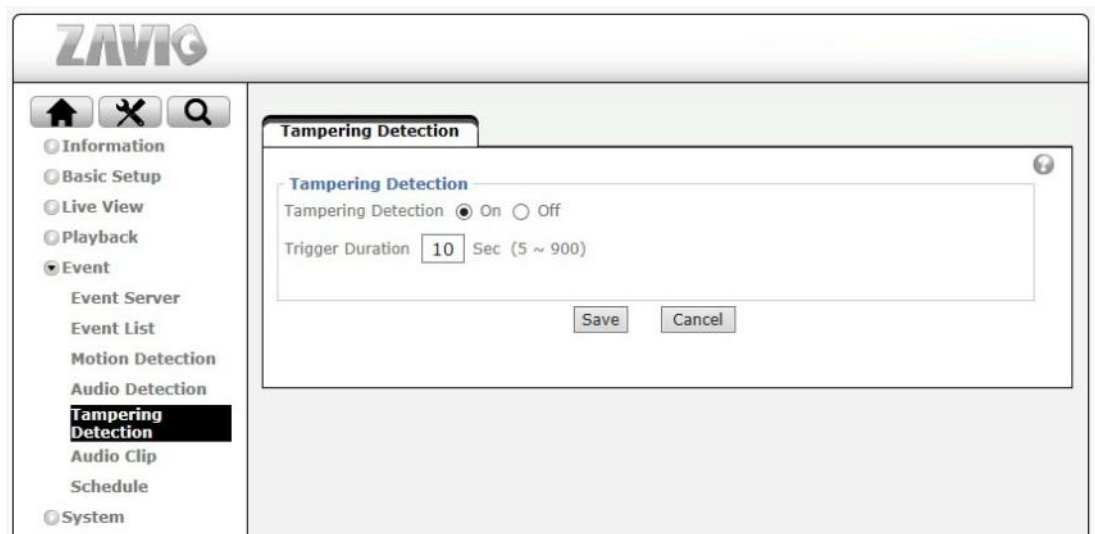 ZAVIO
Information
Basic Setup
Live View
Playback
Event
Event Server
Event List
Motion Detection
Audio Detection
Tampering
Detection
Audio Clip
Schedule
System
Tampering Detection
Tampering Detection
Tampering Detection On Off
Trigger Duration 10 Sec (5 ~ 900)
Save Cancel